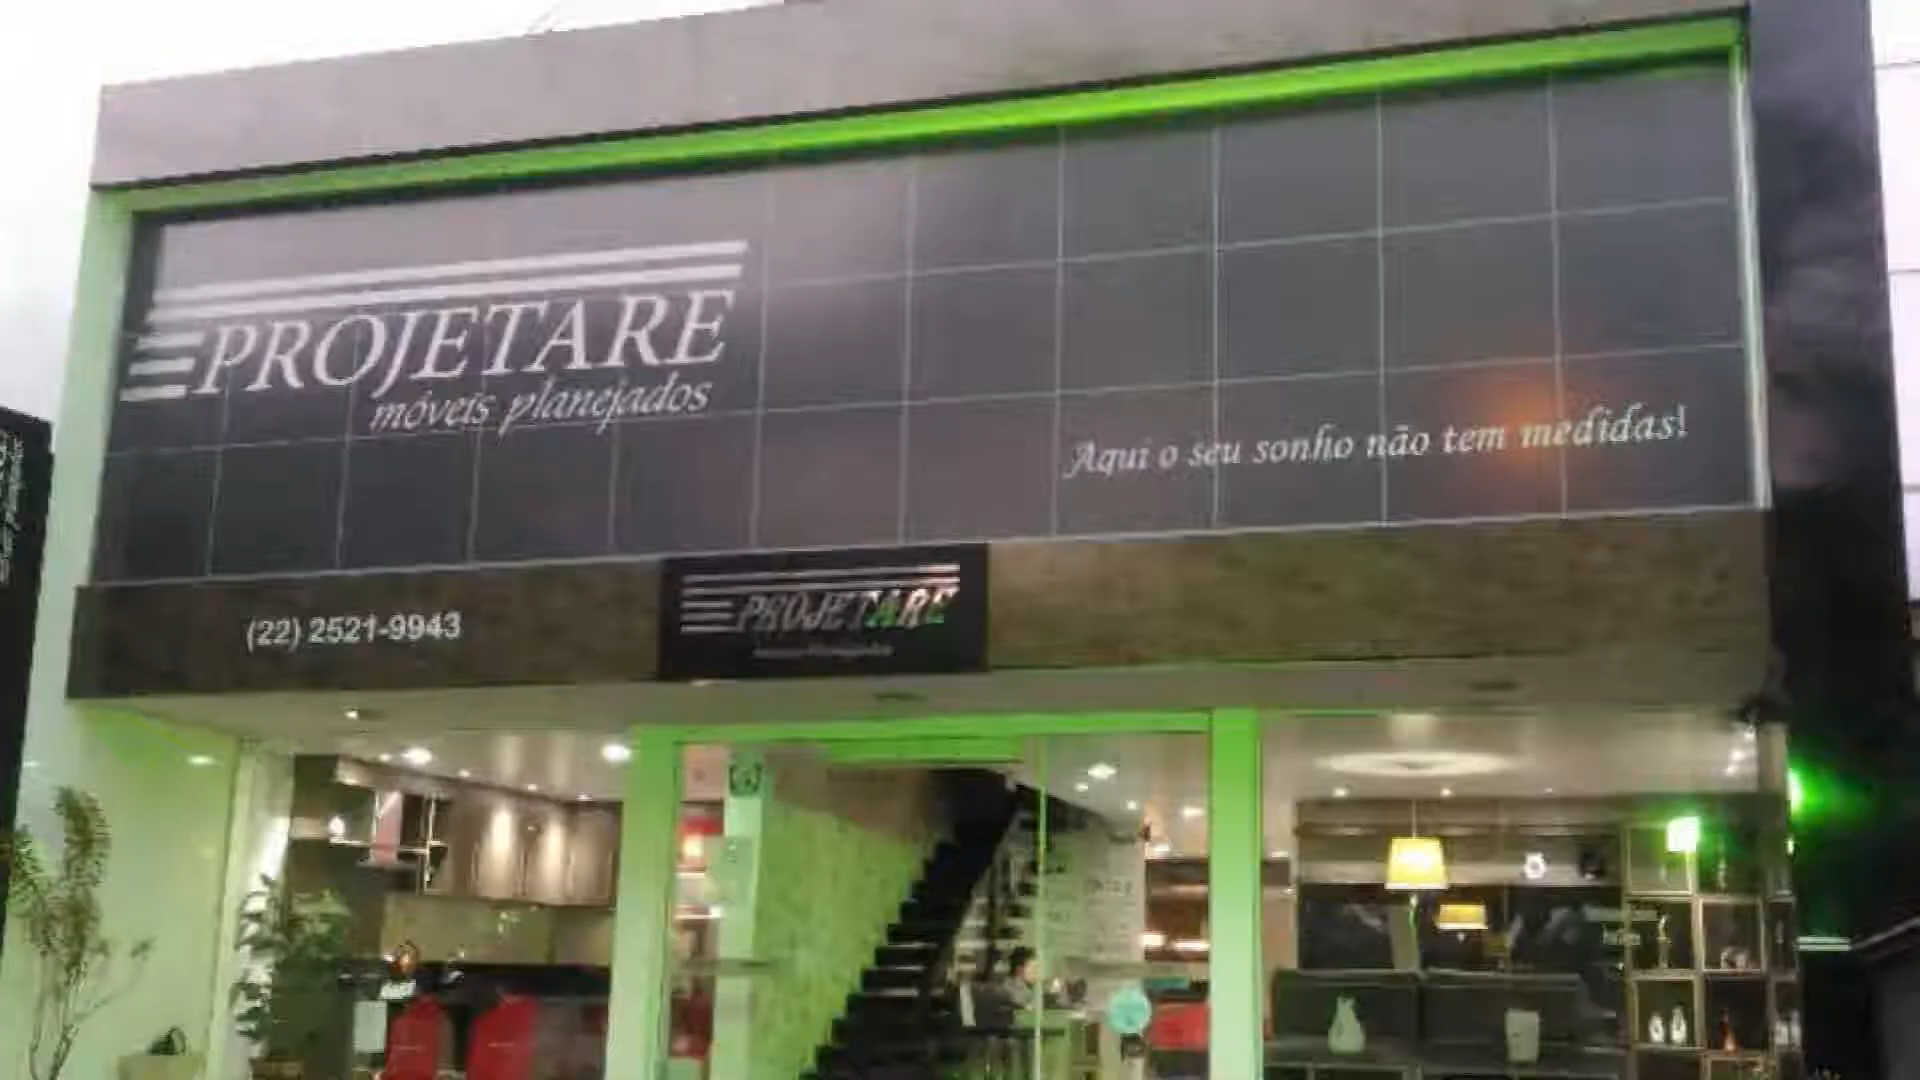 PROJETARE
móveis planejados
Aqui o seu sonho não tem medidas!
(22) 2521-9943
PROJETARE